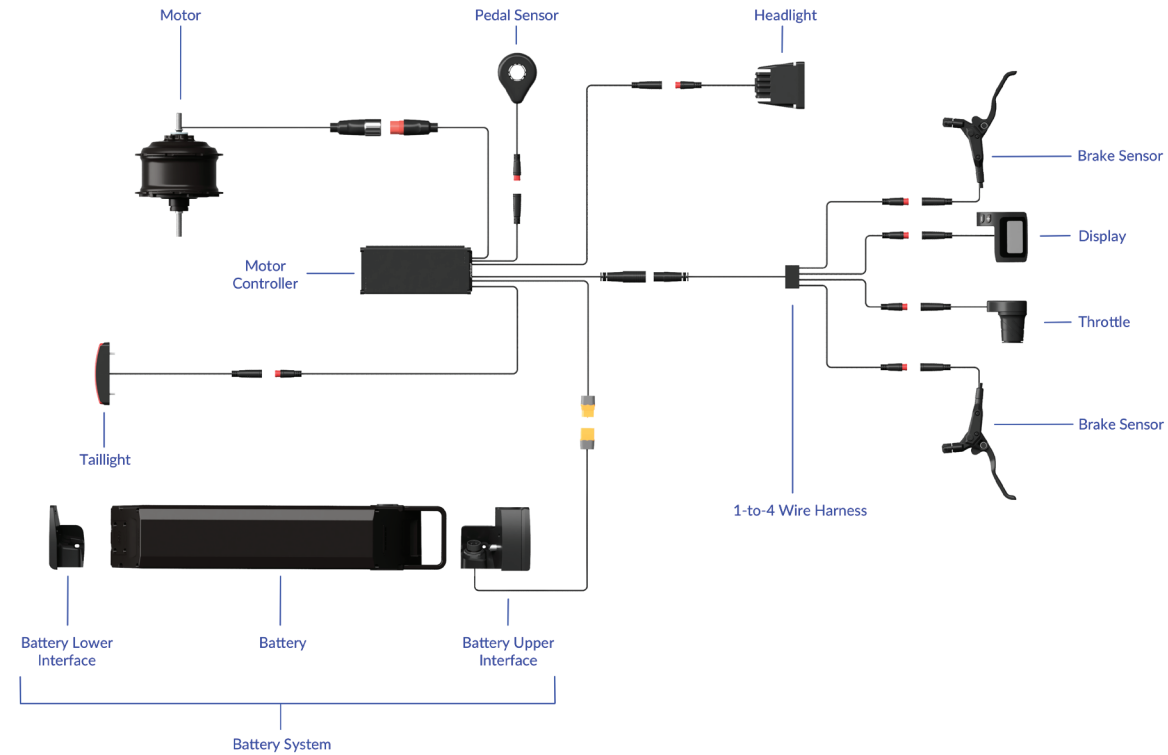 Motor
Pedal Sensor
Headlight
Brake Sensor
Display
Motor
Controller
Throttle
Brake Sensor
Taillight
1-to-4 Wire Harness
Battery Lower
Interface
Battery
Battery Upper
Interface
Battery System